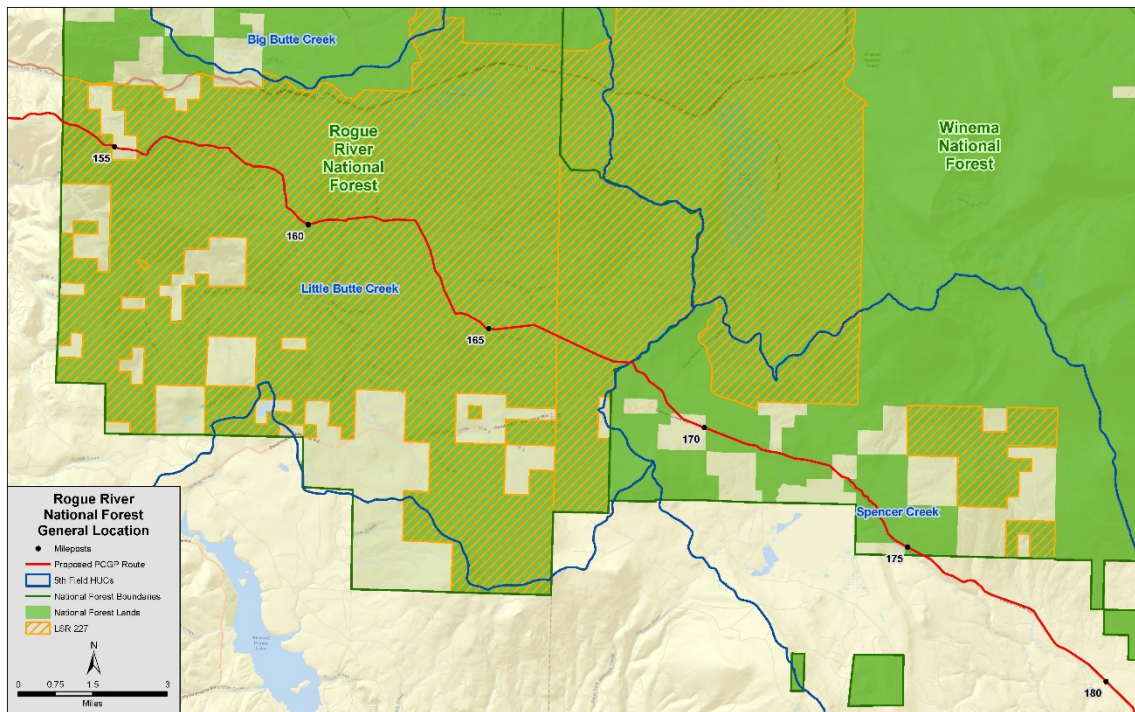 Big Butte Creek
Rogue
River
National
Forest
Winema
National
Forest
155
160
Little Butte Creek
165
170
Spencer Creek
175
180
Rogue River
National Forest
General Location
Mileposts
Proposed PCGP Route
5th Field HUCs
National Forest Boundaries
National Forest Lands
LSR 227
N
0 0.75 1.5 3
Miles